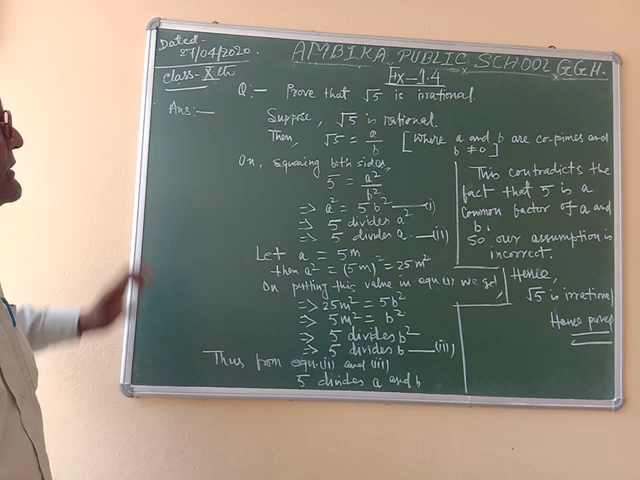 Dated-
27/04/2020.
AMBIKA PUBLIC SCHOOL G.G.H.
Class-Xth
Ex-1.4
Q:- Prove that √5 is irrational.
Ans:-
Suppose, √5 is rational.
Then, √5 = a/b [Where a and b are co-pimes and b ≠ 0]
On, squaring both sides,
5 = a²/b²
=> a² = 5b² —(i)
=> 5 divides a²
=> 5 divides a. —(ii)
Let a = 5m
then a² = (5m)² = 25m²
On putting this value in equ(i) we get,
=> 25m² = 5b²
=> 5m² = b²
=> 5 divides b²
=> 5 divides b —(iii)
Thus from equ.(ii) and (iii)
5 divides a and b
This contradicts the
fact that 5 is a
common factor of a and
b.
So our assumption is
incorrect.
Hence,
√5 is irrational
Hence proved